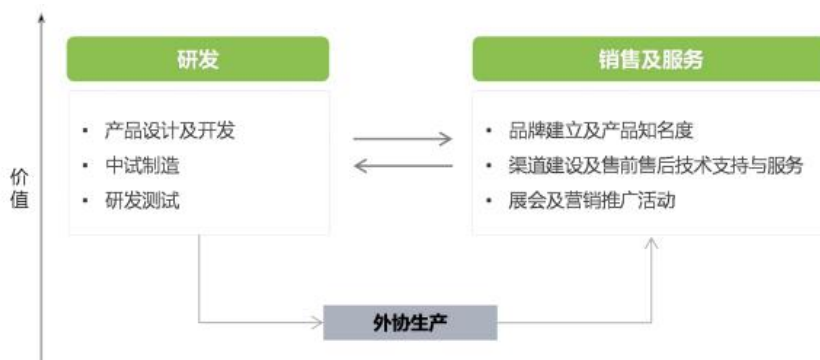 研发
销售及服务
▪ 产品设计及开发
▪ 中试制造
▪ 研发测试
▪ 品牌建立及产品知名度
▪ 渠道建设及售前售后技术支持与服务
▪ 展会及营销推广活动
价值
外协生产